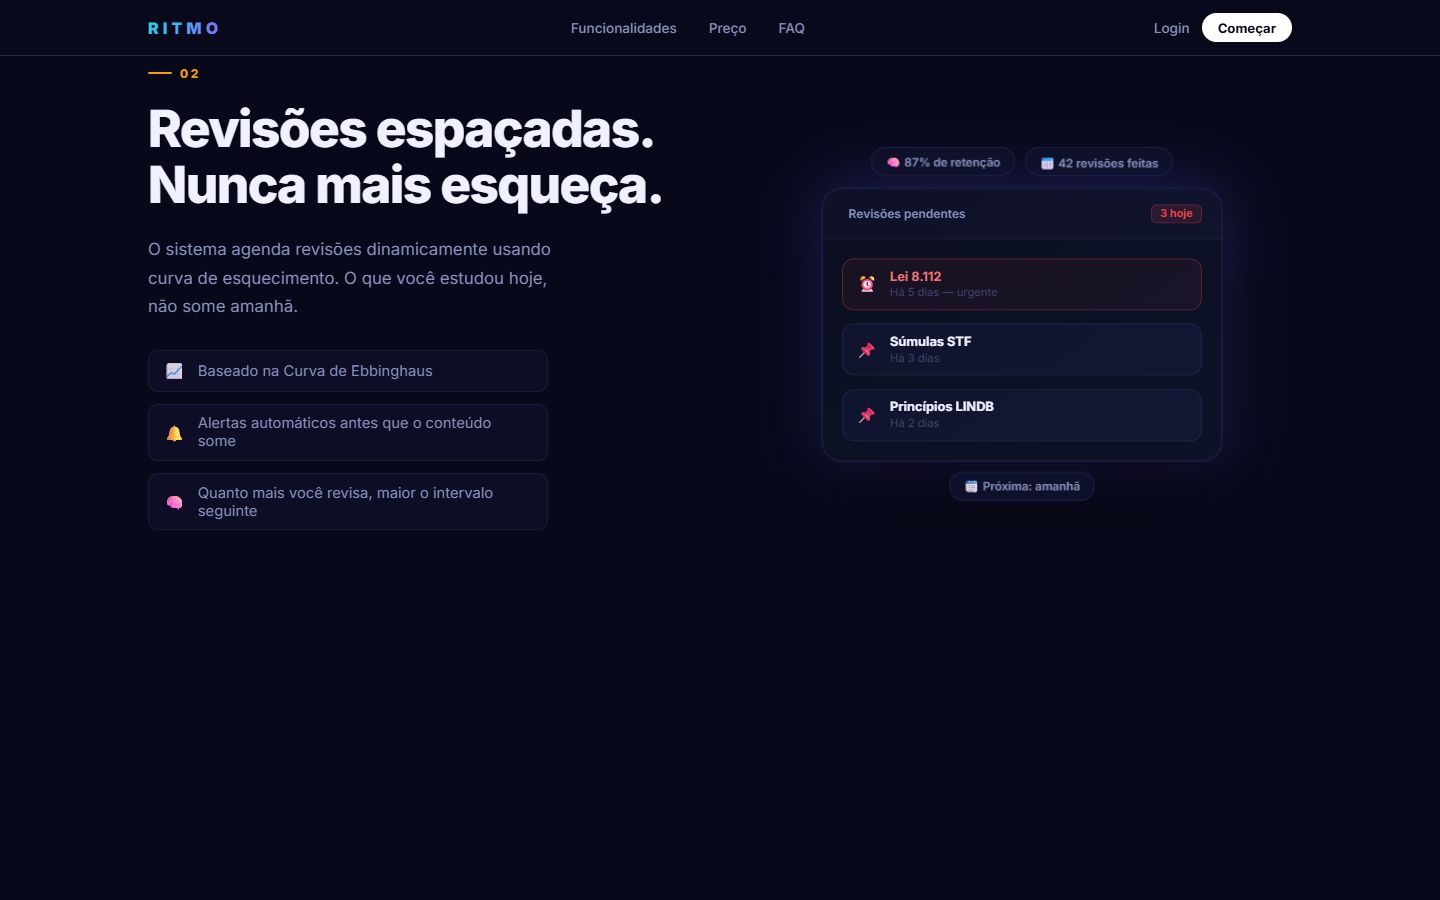 RITMO
Funcionalidades
Preço
FAQ
Login
Começar
02
Revisões espaçadas.
Nunca mais esqueça.
O sistema agenda revisões dinamicamente usando
curva de esquecimento. O que você estudou hoje,
não some amanhã.
Baseado na Curva de Ebbinghaus
Alertas automáticos antes que o conteúdo
some
Quanto mais você revisa, maior o intervalo
seguinte
87% de retenção
42 revisões feitas
Revisões pendentes
3 hoje
Lei 8.112
Há 5 dias — urgente
Súmulas STF
Há 3 dias
Princípios LINDB
Há 2 dias
Próxima: amanhã